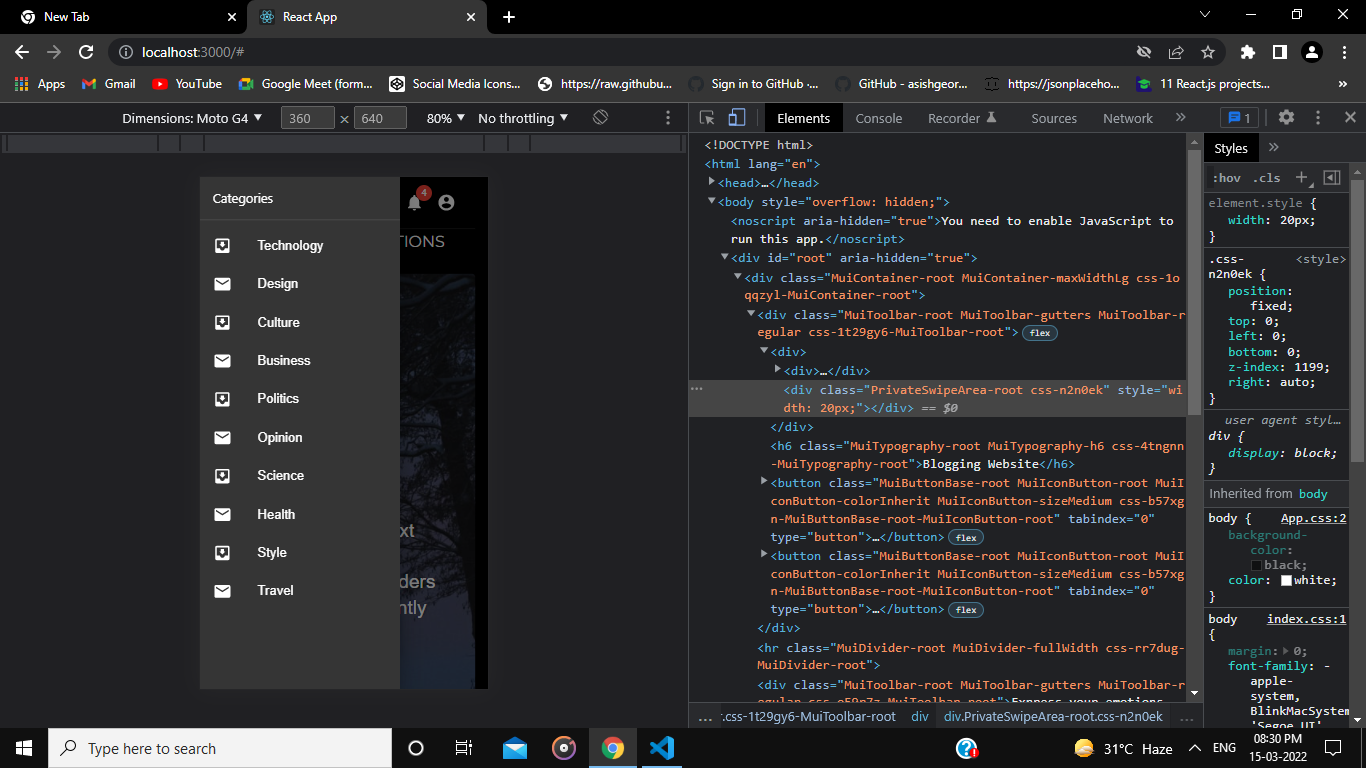 New Tab
React App
localhost:3000/#
Apps
Gmail
YouTube
Google Meet (form...
Social Media Icons...
https://raw.githubu...
Sign in to GitHub ·...
GitHub - asishgeor...
https://jsonplaceho...
11 React.js projects...
»
Dimensions: Moto G4
360
×
640
80%
No throttling
Elements
Console
Recorder
Sources
Network
»
1
Categories
Technology
Design
Culture
Business
Politics
Opinion
Science
Health
Style
Travel
4
TIONS
xt
ders
ntly
<!DOCTYPE html>
<html lang="en">
<head>…</head>
<body style="overflow: hidden;">
<noscript aria-hidden="true">You need to enable JavaScript to
run this app.</noscript>
<div id="root" aria-hidden="true">
<div class="MuiContainer-root MuiContainer-maxWidthLg css-1o
qqzyl-MuiContainer-root">
<div class="MuiToolbar-root MuiToolbar-gutters MuiToolbar-r
egular css-1t29gy6-MuiToolbar-root"> flex
<div>
<div>…</div>
<div class="PrivateSwipeArea-root css-n2n0ek" style="wi
dth: 20px;"></div> == $0
</div>
<h6 class="MuiTypography-root MuiTypography-h6 css-4tngnn
-MuiTypography-root">Blogging Website</h6>
<button class="MuiButtonBase-root MuiIconButton-root MuiI
conButton-colorInherit MuiIconButton-sizeMedium css-b57xg
n-MuiButtonBase-root-MuiIconButton-root" tabindex="0"
type="button">…</button> flex
<button class="MuiButtonBase-root MuiIconButton-root MuiI
conButton-colorInherit MuiIconButton-sizeMedium css-b57xg
n-MuiButtonBase-root-MuiIconButton-root" tabindex="0"
type="button">…</button> flex
</div>
<hr class="MuiDivider-root MuiDivider-fullWidth css-rr7dug-
MuiDivider-root">
<div class="MuiToolbar-root MuiToolbar-gutters MuiToolbar-r
... r.css-1t29gy6-MuiToolbar-root div div.PrivateSwipeArea-root.css-n2n0ek ...
Styles
»
:hov .cls
element.style {
width: 20px;
}
.css- <style>
n2n0ek {
position:
fixed;
top: 0;
left: 0;
bottom: 0;
z-index: 1199;
right: auto;
}
user agent styl…
div {
display: block;
}
Inherited from body
body { App.css:2
background-
color:
black;
color: white;
}
body index.css:1
{
margin: 0;
font-family: -
apple-
system,
BlinkMacSystem
'Segoe UI'
Type here to search
31°C Haze
ENG
08:30 PM
15-03-2022